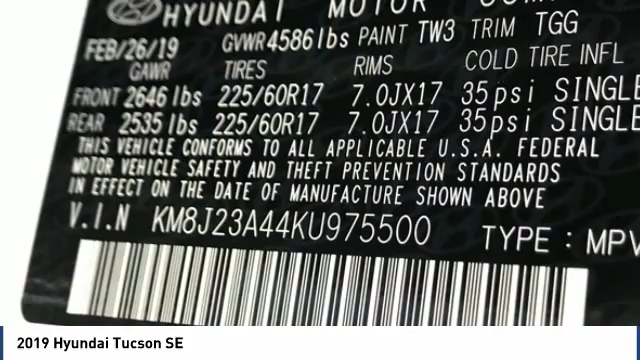 HYUNDAI MOTOR
FEB/26/19 GVWR 4586lbs PAINT TW3 TRIM TGG
GAWR TIRES RIMS COLD TIRE INFL
FRONT 2646 lbs 225/60R17 7.0JX17 35psi SINGLE
REAR 2535 lbs 225/60R17 7.0JX17 35psi SINGLE
THIS VEHICLE CONFORMS TO ALL APPLICABLE U.S.A. FEDERAL
MOTOR VEHICLE SAFETY AND THEFT PREVENTION STANDARDS
IN EFFECT ON THE DATE OF MANUFACTURE SHOWN ABOVE
V.I.N KM8J23A44KU975500 TYPE : MPV
2019 Hyundai Tucson SE